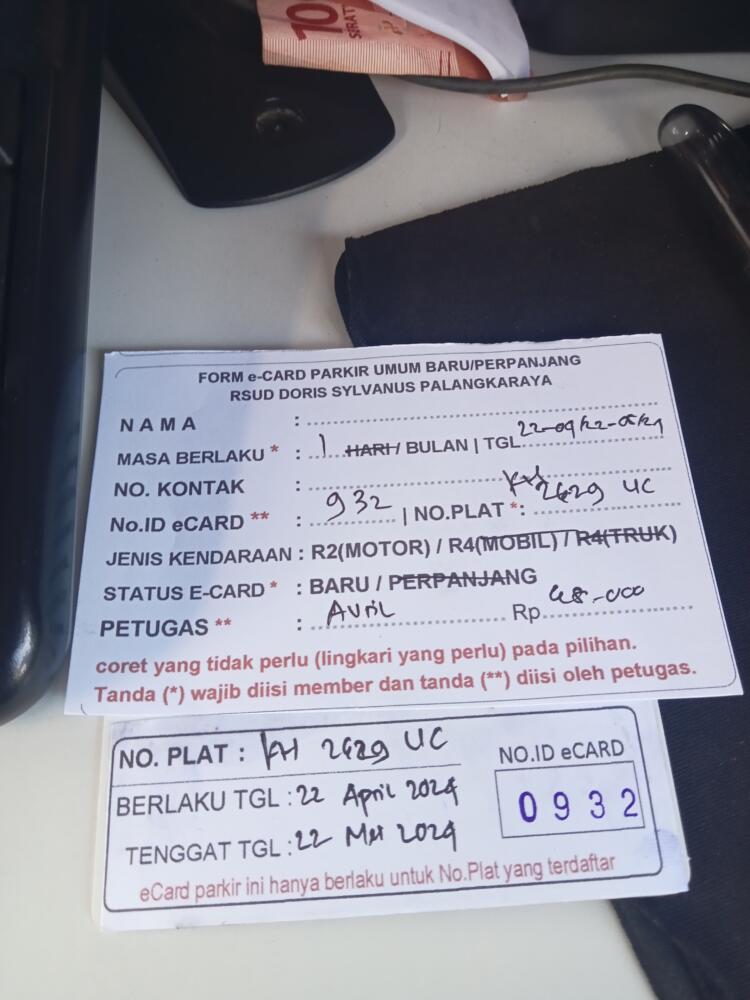 10
FORM e-CARD PARKIR UMUM BARU/PERPANJANG
RSUD DORIS SYLVANUS PALANGKARAYA
NAMA :
MASA BERLAKU * : 1 HARI / BULAN | TGL
NO. KONTAK :
No.ID eCARD ** : 932 | NO.PLAT *: KH 2629 UC
JENIS KENDARAAN : R2(MOTOR) / R4(MOBIL) / R4(TRUK)
STATUS E-CARD * : BARU / PERPANJANG
PETUGAS ** : Avril Rp 48.000
coret yang tidak perlu (lingkari yang perlu) pada pilihan.
Tanda (*) wajib diisi member dan tanda (**) diisi oleh petugas.
NO. PLAT : KH 2629 UC
NO.ID eCARD
BERLAKU TGL : 22 April 2024
0932
TENGGAT TGL : 22 Mei 2024
eCard parkir ini hanya berlaku untuk No.Plat yang terdaftar